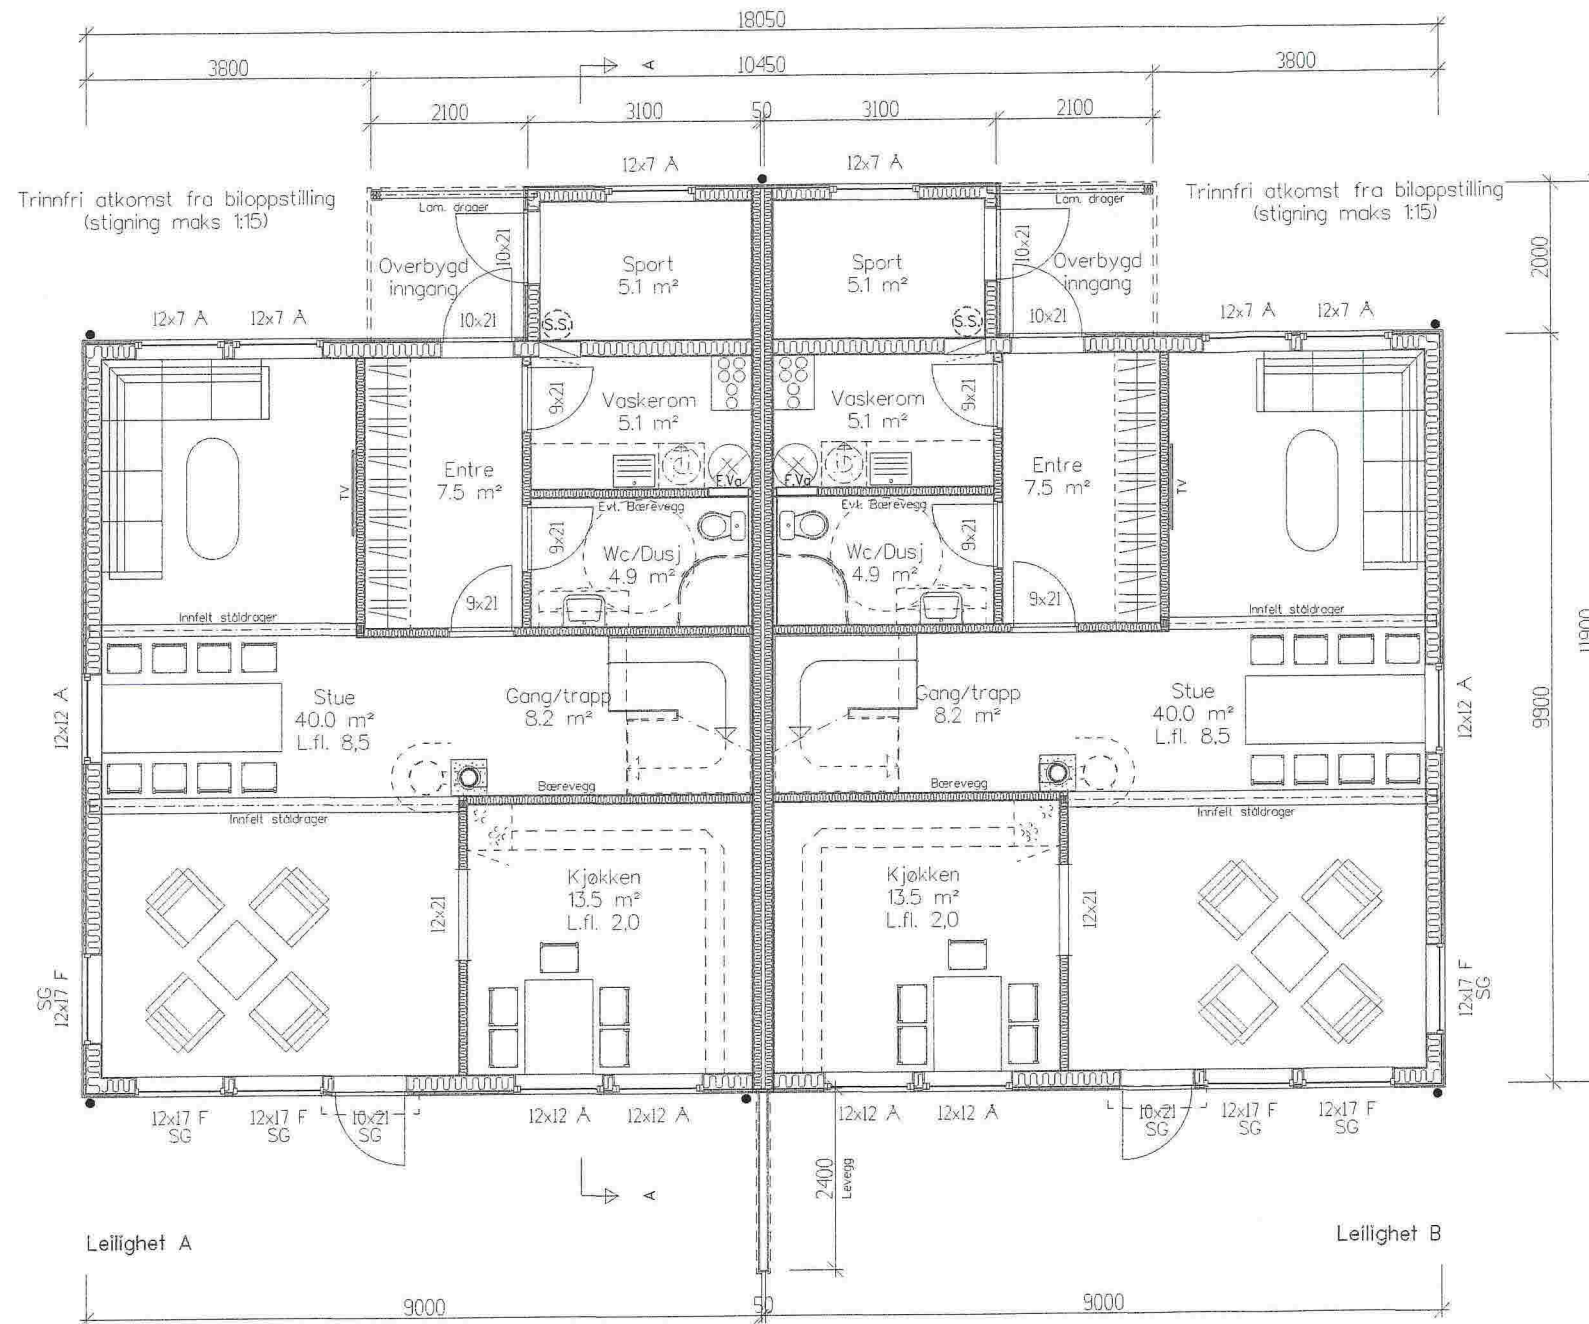 18050
3800
A
10450
3800
2100
3100
50
3100
2100
12x7 Å
12x7 Å
Trinnfri atkomst fra biloppstilling
(stigning maks 1:15)
Trinnfri atkomst fra biloppstilling
(stigning maks 1:15)
Lam. drager
Lam. drager
10x21
10x21
Overbygd
inngang
Sport
5.1 m²
Sport
5.1 m²
Overbygd
inngang
2000
12x7 Å
12x7 Å
10x21
S.S.
S.S.
10x21
12x7 Å
12x7 Å
9x21
Vaskerom
5.1 m²
Vaskerom
5.1 m²
9x21
TV
Entre
7.5 m²
F.Va
F.Va
Entre
7.5 m²
TV
Evt. Bærevegg
Evt. Bærevegg
9x21
Wc/Dusj
4.9 m²
Wc/Dusj
4.9 m²
9x21
9x21
9x21
Innfelt ståldrager
Innfelt ståldrager
11900
12x12 Å
Stue
40.0 m²
L.fl. 8,5
Gang/trapp
8.2 m²
Gang/trapp
8.2 m²
Stue
40.0 m²
L.fl. 8,5
12x12 Å
9900
Bærevegg
Bærevegg
Innfelt ståldrager
Innfelt ståldrager
12x21
Kjøkken
13.5 m²
L.fl. 2,0
Kjøkken
13.5 m²
L.fl. 2,0
12x21
SG
12x17 F
12x17 F
SG
12x17 F
SG
12x17 F
SG
10x21
SG
12x12 Å
12x12 Å
12x12 Å
12x12 Å
10x21
SG
12x17 F
SG
12x17 F
SG
A
2400
Levegg
Leilighet A
Leilighet B
9000
50
9000